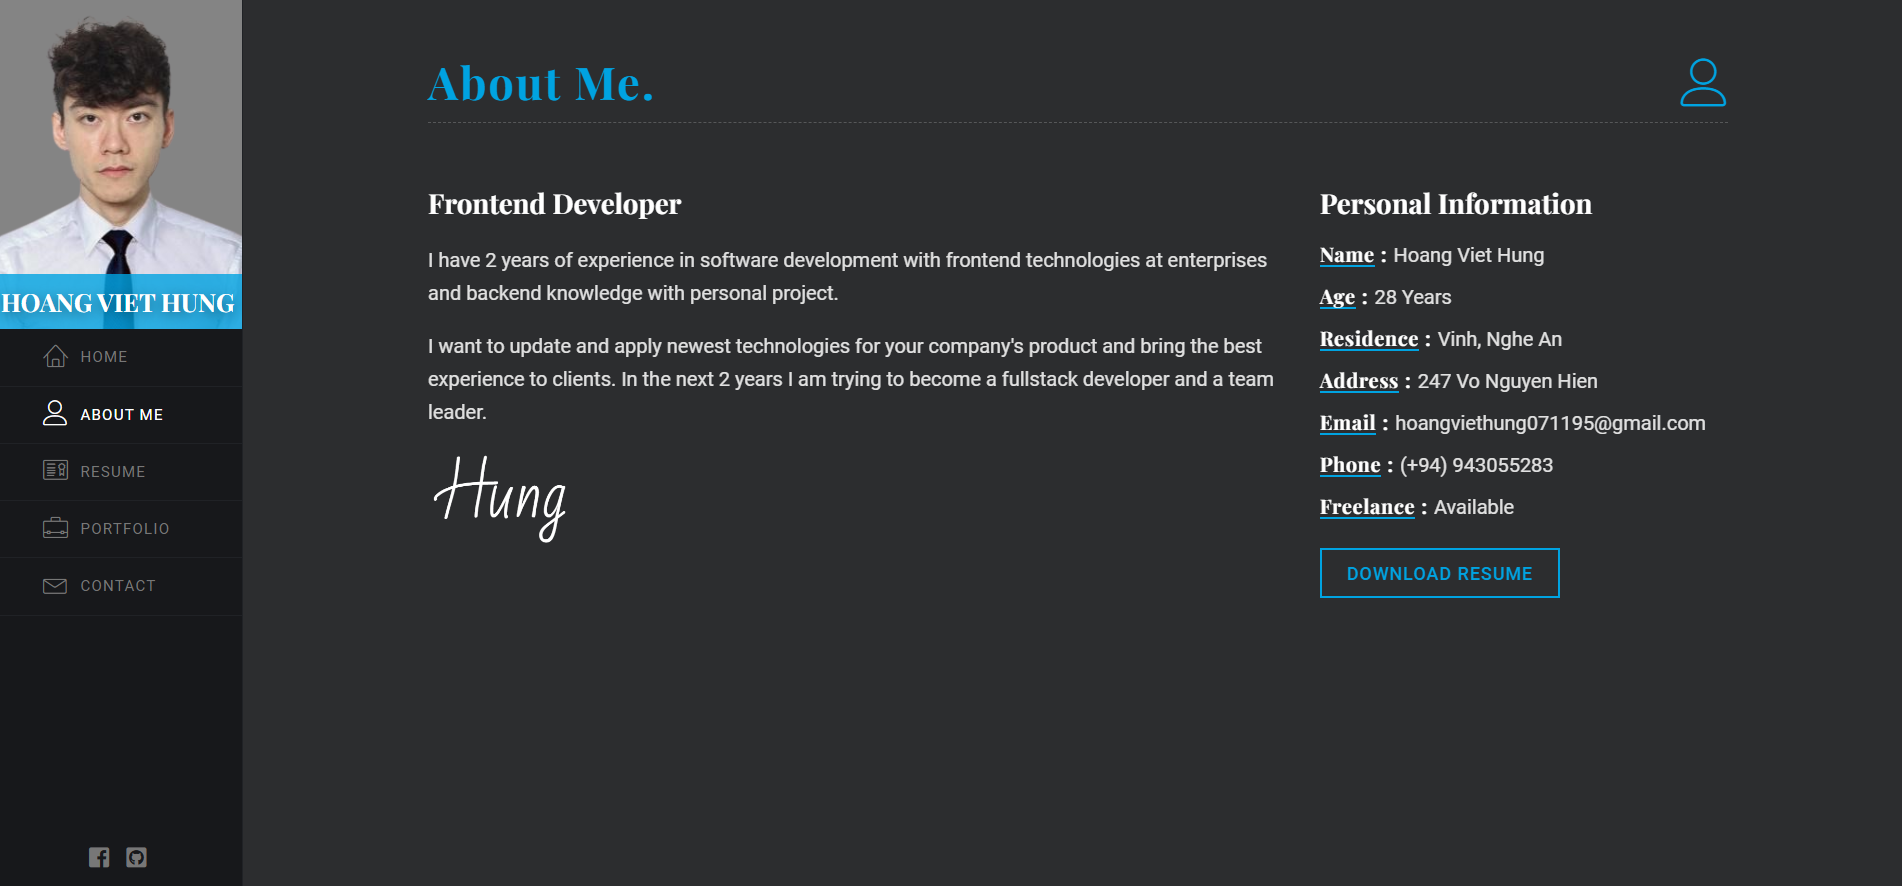 HOANG VIET HUNG
HOME
ABOUT ME
RESUME
PORTFOLIO
CONTACT
About Me.
Frontend Developer
I have 2 years of experience in software development with frontend technologies at enterprises
and backend knowledge with personal project.
I want to update and apply newest technologies for your company's product and bring the best
experience to clients. In the next 2 years I am trying to become a fullstack developer and a team
leader.
Hung
Personal Information
Name : Hoang Viet Hung
Age : 28 Years
Residence : Vinh, Nghe An
Address : 247 Vo Nguyen Hien
Email : hoangviethung071195@gmail.com
Phone : (+94) 943055283
Freelance : Available
DOWNLOAD RESUME